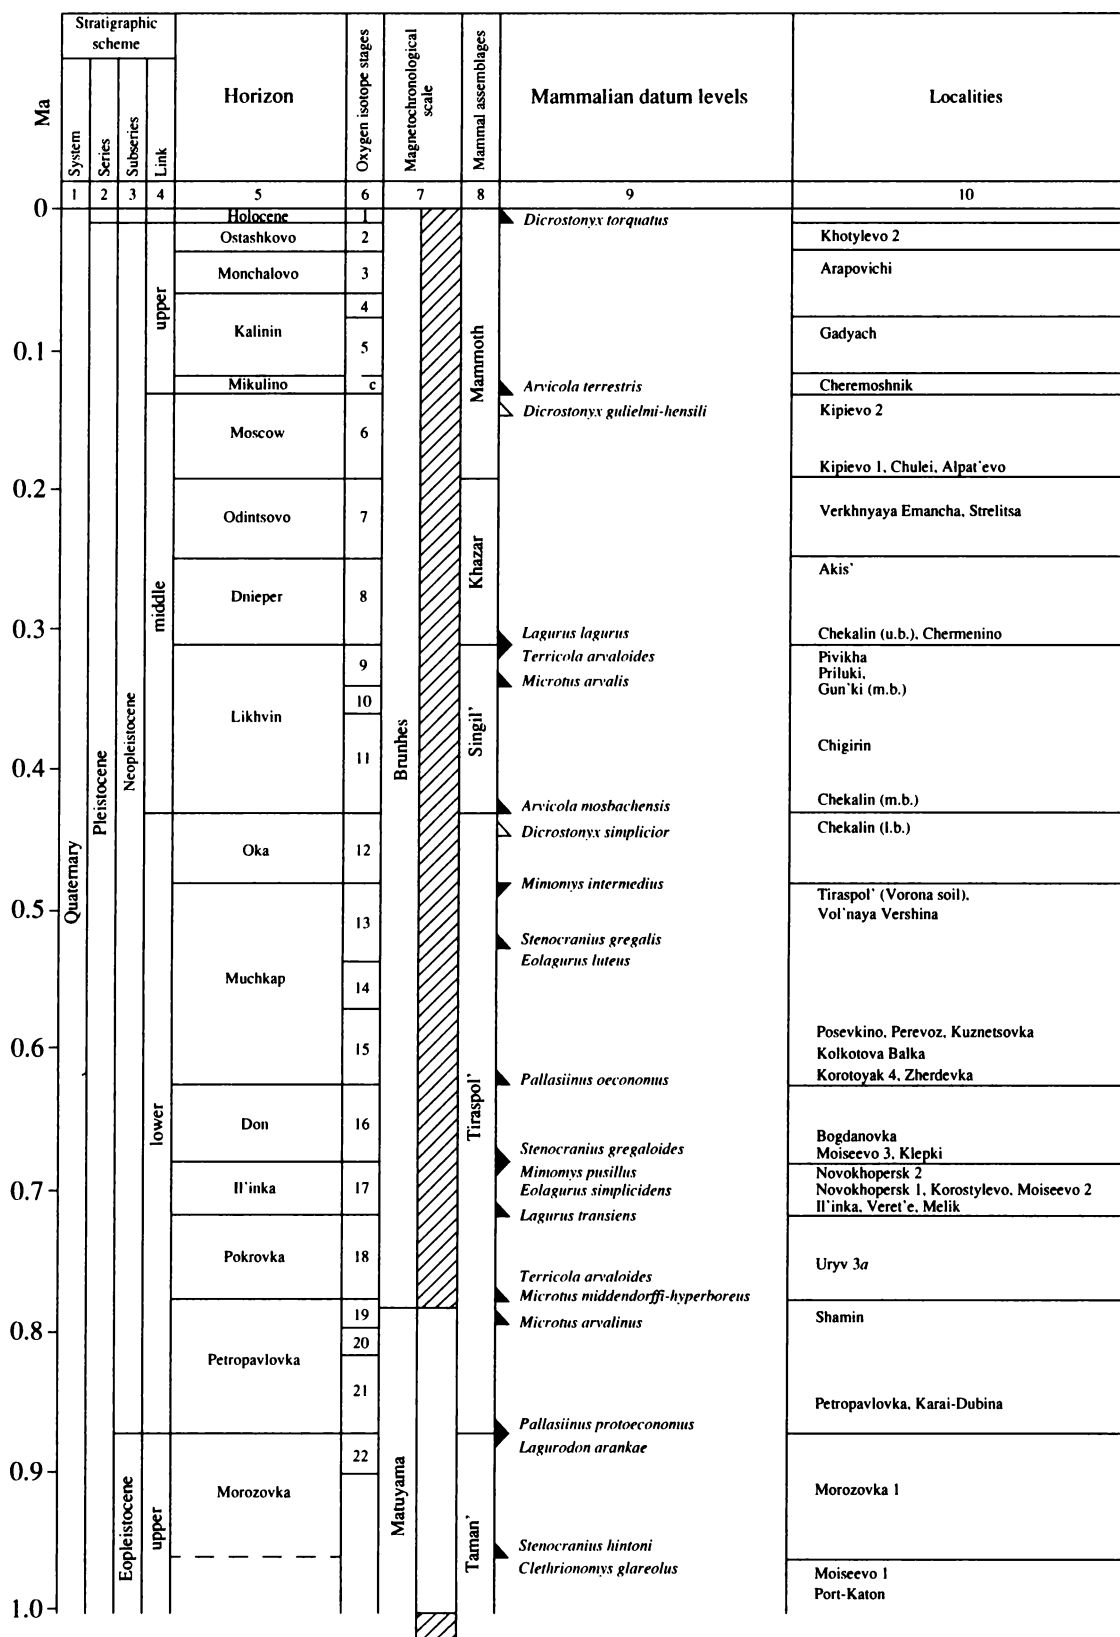 Stratigraphic
scheme
Ma
System
Series
Subseries
Link
Horizon
Oxygen isotope stages
Magnetochronological
scale
Mammal assemblages
Mammalian datum levels
Localities
1 2 3 4 5 6 7 8 9 10
0
0.1
0.2
0.3
0.4
0.5
0.6
0.7
0.8
0.9
1.0
Quaternary
Pleistocene
Neopleistocene
Eopleistocene
upper
middle
lower
upper
Holocene
Ostashkovo
Monchalovo
Kalinin
Mikulino
Moscow
Odintsovo
Dnieper
Likhvin
Oka
Muchkap
Don
Il'inka
Pokrovka
Petropavlovka
Morozovka
1
2
3
4
5
c
6
7
8
9
10
11
12
13
14
15
16
17
18
19
20
21
22
Brunhes
Matuyama
Mammoth
Khazar
Singil'
Tiraspol'
Taman'
Dicrostonyx torquatus
Arvicola terrestris
Dicrostonyx gulielmi-hensili
Lagurus lagurus
Terricola arvaloides
Microtus arvalis
Arvicola mosbachensis
Dicrostonyx simplicior
Mimomys intermedius
Stenocranius gregalis
Eolagurus luteus
Pallasiinus oeconomus
Stenocranius gregaloides
Mimomys pusillus
Eolagurus simplicidens
Lagurus transiens
Terricola arvaloides
Microtus middendorffi-hyperboreus
Microtus arvalinus
Pallasiinus protoeconomus
Lagurodon arankae
Stenocranius hintoni
Clethrionomys glareolus
Khotylevo 2
Arapovichi
Gadyach
Cheremoshnik
Kipievo 2
Kipievo 1, Chulei, Alpat'evo
Verkhnyaya Emancha, Strelitsa
Akis'
Chekalin (u.b.), Chermenino
Pivikha
Priluki,
Gun'ki (m.b.)
Chigirin
Chekalin (m.b.)
Chekalin (l.b.)
Tiraspol' (Vorona soil),
Vol'naya Vershina
Posevkino, Perevoz, Kuznetsovka
Kolkotova Balka
Korotoyak 4, Zherdevka
Bogdanovka
Moiseevo 3, Klepki
Novokhopersk 2
Novokhopersk 1, Korostylevo, Moiseevo 2
Il'inka, Veret'e, Melik
Uryv 3a
Shamin
Petropavlovka, Karai-Dubina
Morozovka 1
Moiseevo 1
Port-Katon